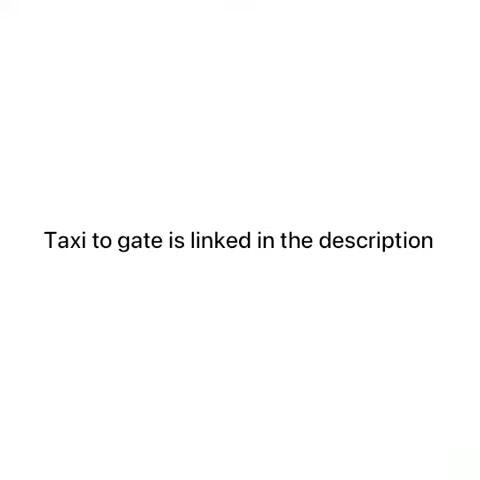 Taxi to gate is linked in the description